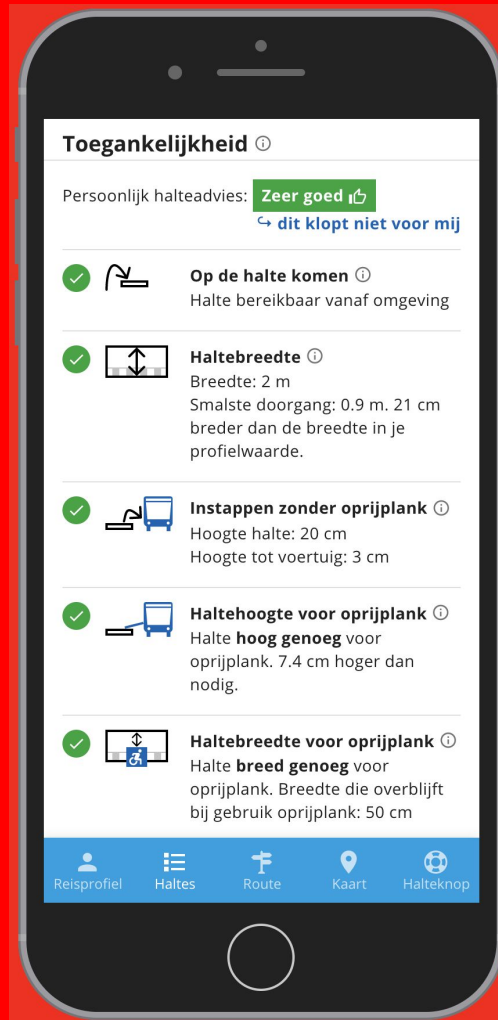 Toegankelijkheid
Persoonlijk halteadvies: Zeer goed
dit klopt niet voor mij
Op de halte komen
Halte bereikbaar vanaf omgeving
Haltebreedte
Breedte: 2 m
Smalste doorgang: 0.9 m. 21 cm
breder dan de breedte in je
profielwaarde.
Instappen zonder oprijplank
Hoogte halte: 20 cm
Hoogte tot voertuig: 3 cm
Haltehoogte voor oprijplank
Halte hoog genoeg voor
oprijplank. 7.4 cm hoger dan
nodig.
Haltebreedte voor oprijplank
Halte breed genoeg voor
oprijplank. Breedte die overblijft
bij gebruik oprijplank: 50 cm
Reisprofiel Haltes Route Kaart Halteknop